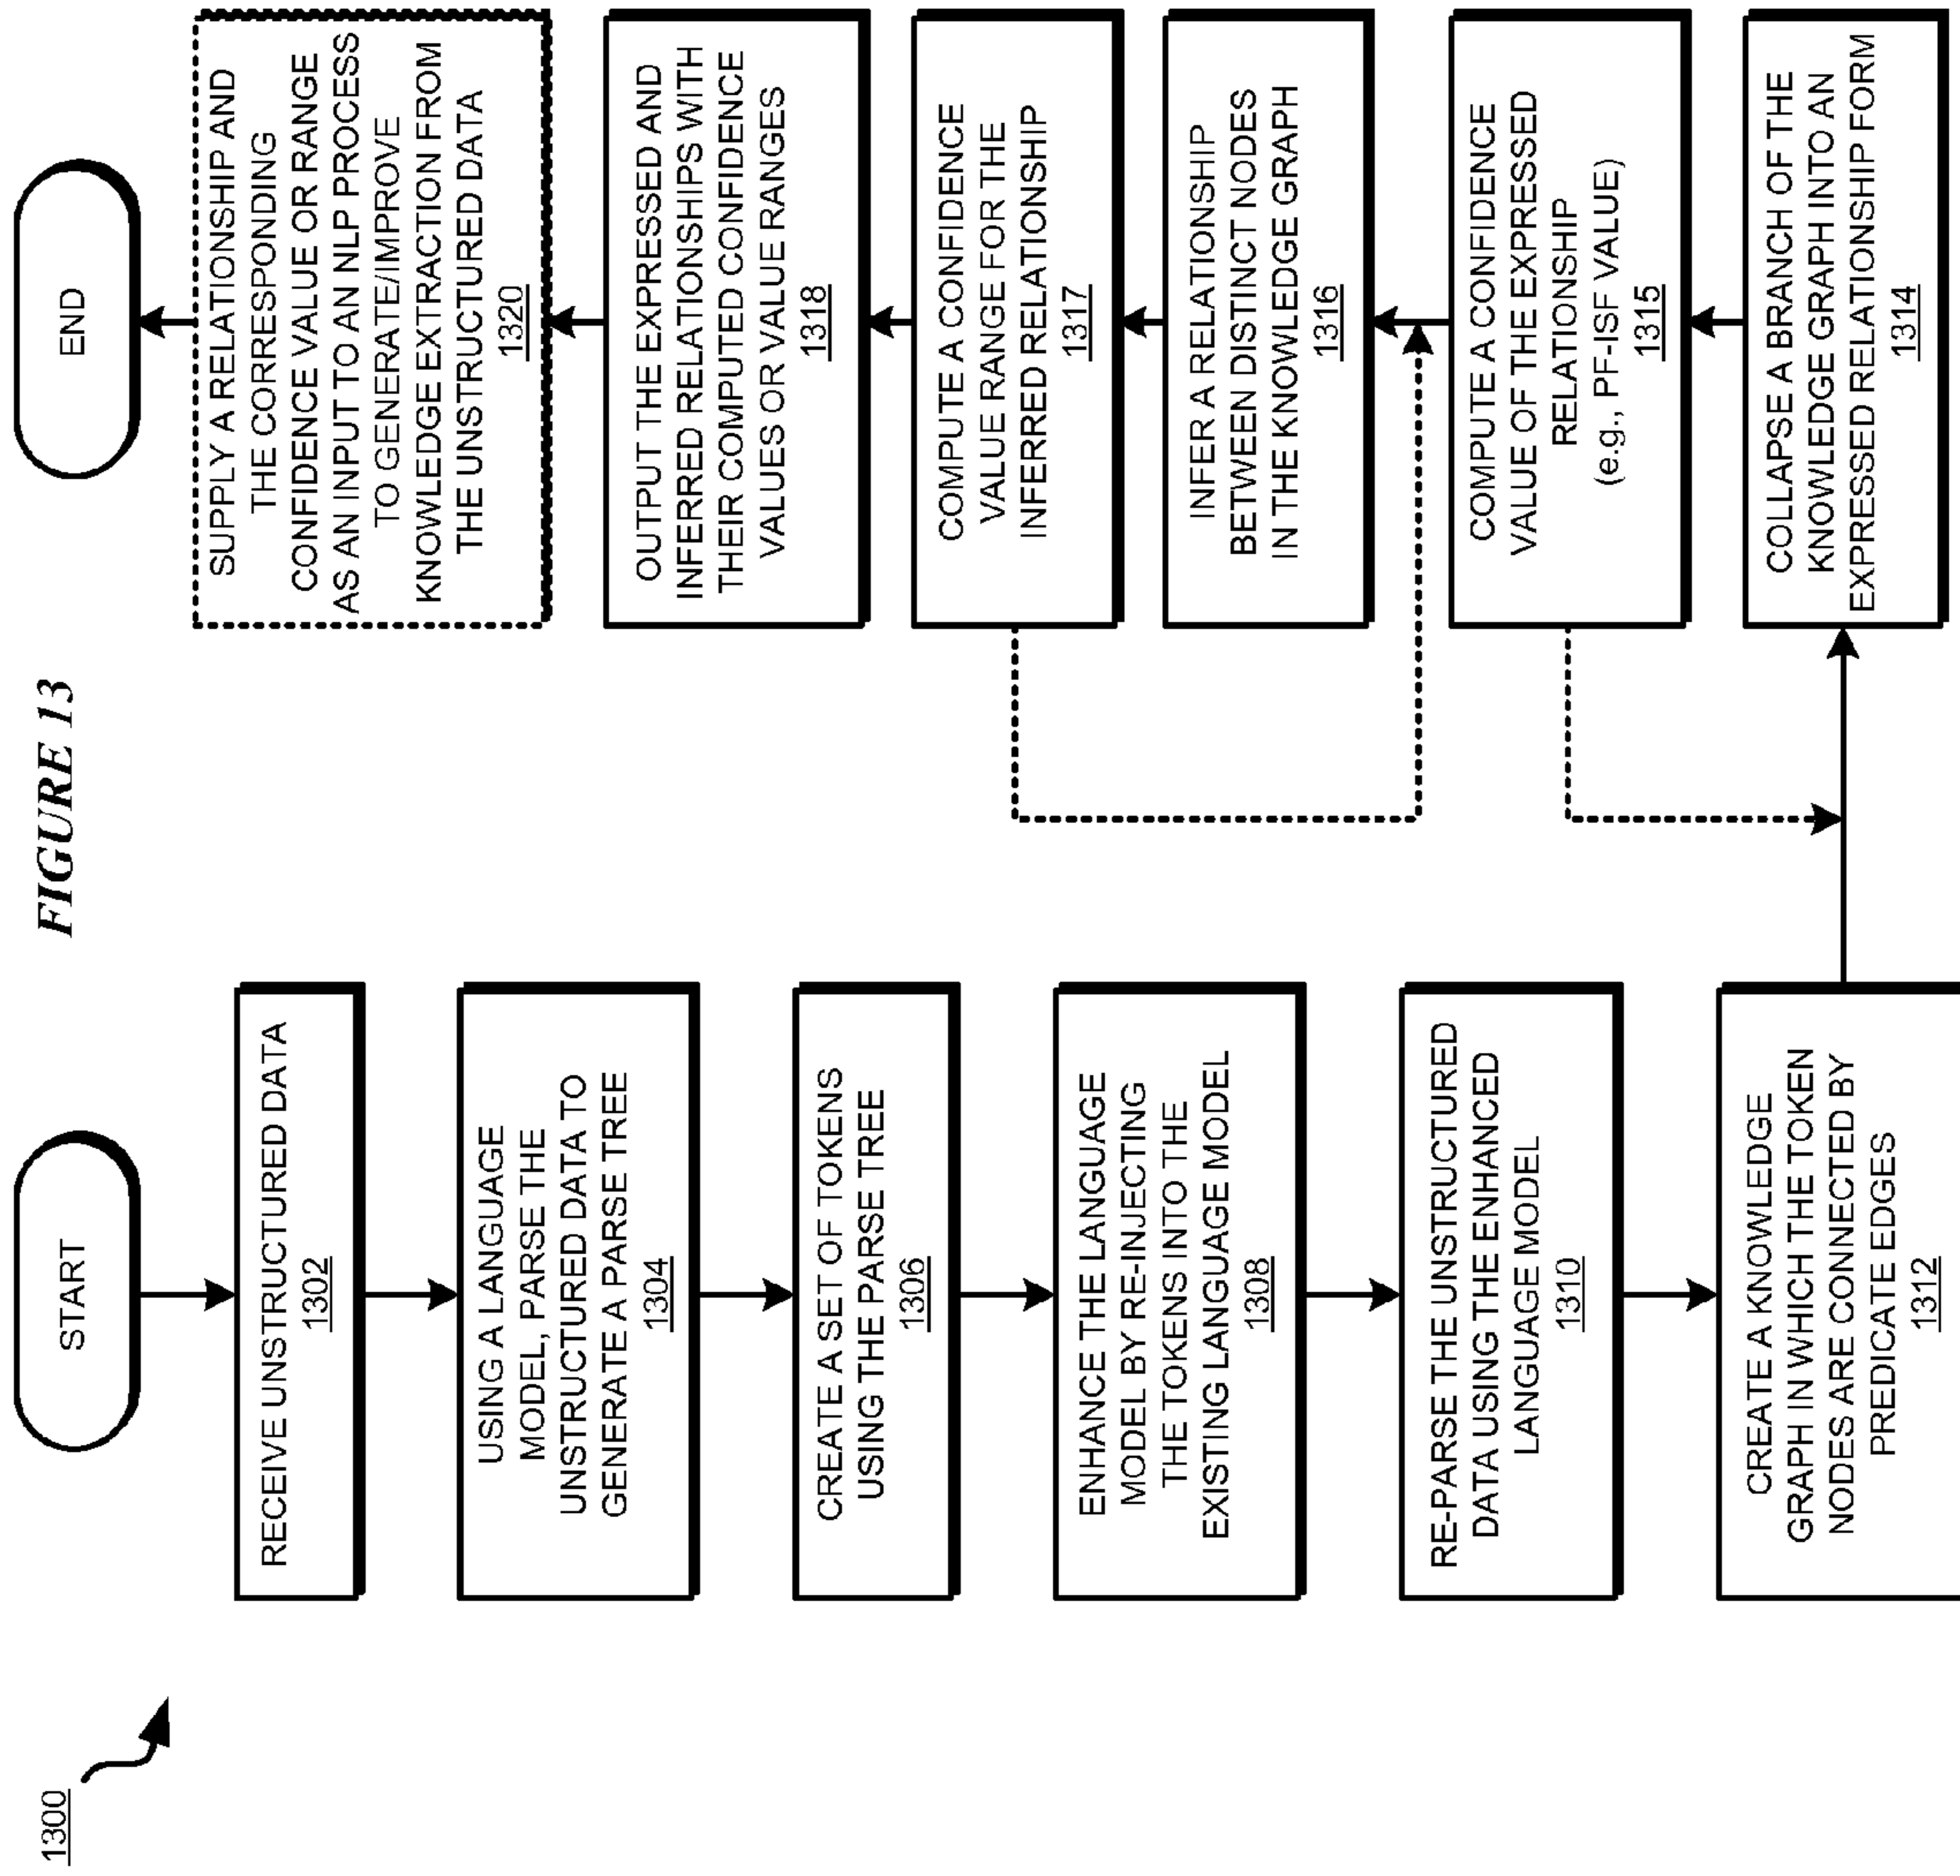 1300
FIGURE 13
START
RECEIVE UNSTRUCTURED DATA
1302
USING A LANGUAGE
MODEL, PARSE THE
UNSTRUCTURED DATA TO
GENERATE A PARSE TREE
1304
CREATE A SET OF TOKENS
USING THE PARSE TREE
1306
ENHANCE THE LANGUAGE
MODEL BY RE-INJECTING
THE TOKENS INTO THE
EXISTING LANGUAGE MODEL
1308
RE-PARSE THE UNSTRUCTURED
DATA USING THE ENHANCED
LANGUAGE MODEL
1310
CREATE A KNOWLEDGE
GRAPH IN WHICH THE TOKEN
NODES ARE CONNECTED BY
PREDICATE EDGES
1312
COLLAPSE A BRANCH OF THE
KNOWLEDGE GRAPH INTO AN
EXPRESSED RELATIONSHIP FORM
1314
COMPUTE A CONFIDENCE
VALUE OF THE EXPRESSED
RELATIONSHIP
(e.g., PF-ISF VALUE)
1315
INFER A RELATIONSHIP
BETWEEN DISTINCT NODES
IN THE KNOWLEDGE GRAPH
1316
COMPUTE A CONFIDENCE
VALUE RANGE FOR THE
INFERRED RELATIONSHIP
1317
OUTPUT THE EXPRESSED AND
INFERRED RELATIONSHIPS WITH
THEIR COMPUTED CONFIDENCE
VALUES OR VALUE RANGES
1318
SUPPLY A RELATIONSHIP AND
THE CORRESPONDING
CONFIDENCE VALUE OR RANGE
AS AN INPUT TO AN NLP PROCESS
TO GENERATE/IMPROVE
KNOWLEDGE EXTRACTION FROM
THE UNSTRUCTURED DATA
1320
END